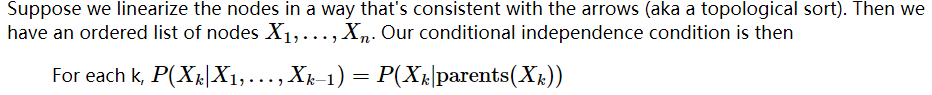 Suppose we linearize the nodes in a way that's consistent with the arrows (aka a topological sort). Then we
have an ordered list of nodes X₁, . . . , Xₙ. Our conditional independence condition is then
For each k, P(Xₖ|X₁, . . . , Xₖ₋₁) = P(Xₖ|parents(Xₖ))